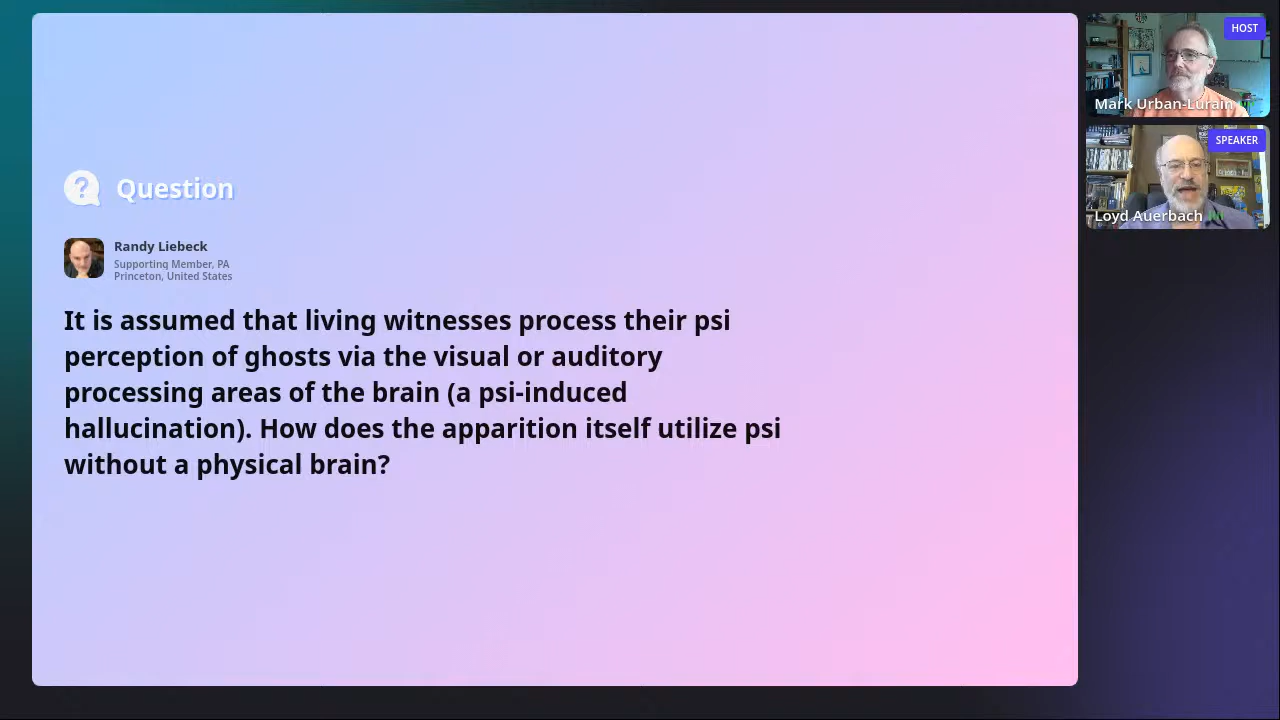 Question
Randy Liebeck
Supporting Member, PA
Princeton, United States
It is assumed that living witnesses process their psi
perception of ghosts via the visual or auditory
processing areas of the brain (a psi-induced
hallucination). How does the apparition itself utilize psi
without a physical brain?
HOST
Mark Urban-Lurain
SPEAKER
Loyd Auerbach